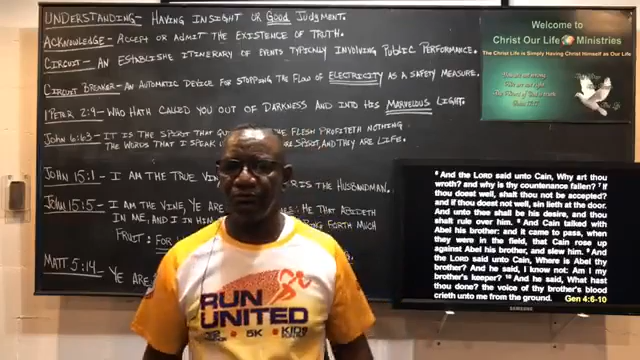 Understanding- Having insight or Good Judgment.
Acknowledge- Accept or admit the existence of truth.
Circuit- An establishe itinerary of events typically involving Public Performance.
Circuit Breaker- An automatic device for stopping the flow of electricity as a safety measure.
1 Peter 2:9- Who hath called you out of darkness and into his marvelous light.
John 6:63- It is the spirit that flesh profiteth nothing
the words that I speak spirit, and they are life.
John 15:1- I am the true vin is the husbandman.
John 15:5- I am the vine, ye are He that abideth
in me, and I in him forth much
fruit: for
Matt 5:14- Ye are
Welcome to
Christ Our Life Ministries
The Christ Life is Simply Having Christ Himself as Our Life
6 And the LORD said unto Cain, Why art thou
wroth? and why is thy countenance fallen? 7 If
thou doest well, shalt thou not be accepted?
and if thou doest not well, sin lieth at the door.
And unto thee shall be his desire, and thou
shalt rule over him. 8 And Cain talked with
Abel his brother: and it came to pass, when
they were in the field, that Cain rose up
against Abel his brother, and slew him. 9 And
the LORD said unto Cain, Where is Abel thy
brother? And he said, I know not: Am I my
brother's keeper? 10 And he said, What hast
thou done? the voice of thy brother's blood
crieth unto me from the ground. Gen 4:6-10
SAMSUNG
RUN
UNITED
5K